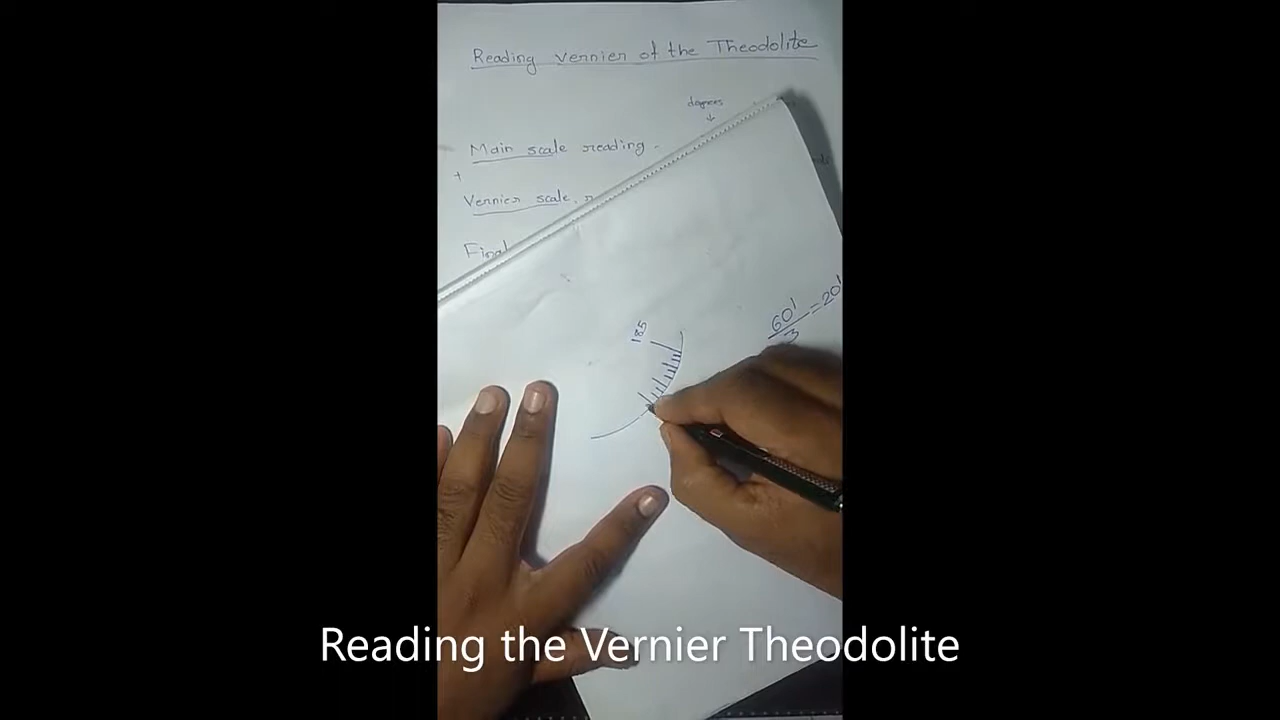 Reading Vernier of the Theodolite
degrees
Main scale reading -
+
Vernier scale
Final
185
60'
3
=20'
Reading the Vernier Theodolite